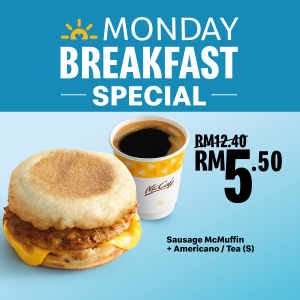 MONDAY
BREAKFAST
SPECIAL
RM12.40
RM5.50
McCafé
Sausage McMuffin
+ Americano / Tea (S)